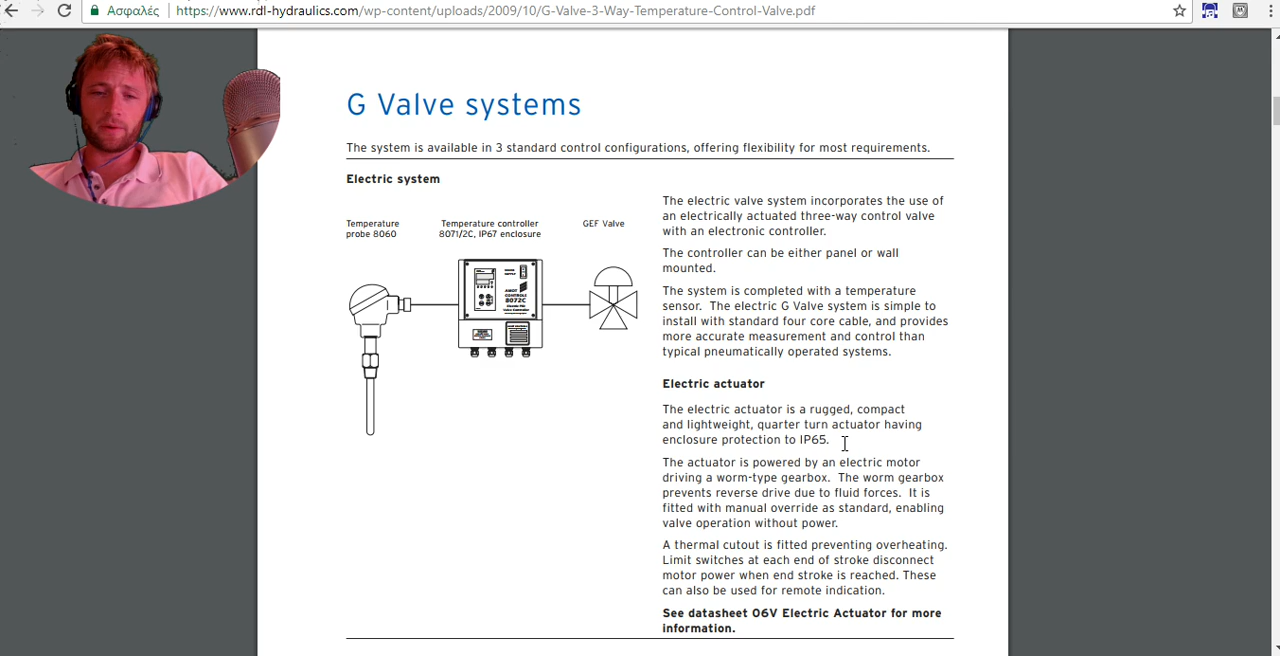 Ασφαλές
https://www.rdl-hydraulics.com/wp-content/uploads/2009/10/G-Valve-3-Way-Temperature-Control-Valve.pdf
G Valve systems
The system is available in 3 standard control configurations, offering flexibility for most requirements.
Electric system
Temperature
probe 8060
Temperature controller
8071/2C, IP67 enclosure
GEF Valve
AMOT
CONTROLS
8072C
The electric valve system incorporates the use of
an electrically actuated three-way control valve
with an electronic controller.
The controller can be either panel or wall
mounted.
The system is completed with a temperature
sensor.  The electric G Valve system is simple to
install with standard four core cable, and provides
more accurate measurement and control than
typical pneumatically operated systems.
Electric actuator
The electric actuator is a rugged, compact
and lightweight, quarter turn actuator having
enclosure protection to IP65.
The actuator is powered by an electric motor
driving a worm-type gearbox.  The worm gearbox
prevents reverse drive due to fluid forces.  It is
fitted with manual override as standard, enabling
valve operation without power.
A thermal cutout is fitted preventing overheating.
Limit switches at each end of stroke disconnect
motor power when end stroke is reached. These
can also be used for remote indication.
See datasheet 06V Electric Actuator for more
information.